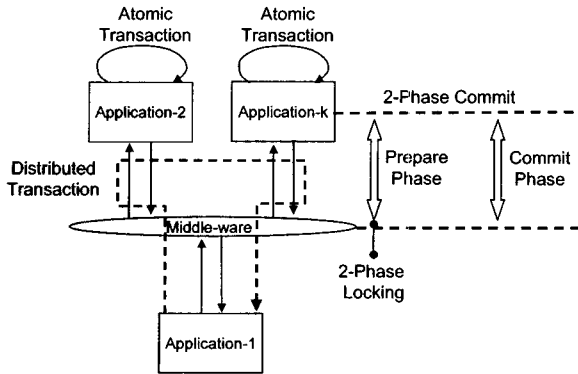 Atomic
Transaction
Atomic
Transaction
Application-2
Application-k
2-Phase Commit
Distributed
Transaction
Prepare
Phase
Commit
Phase
Middle-ware
2-Phase
Locking
Application-1